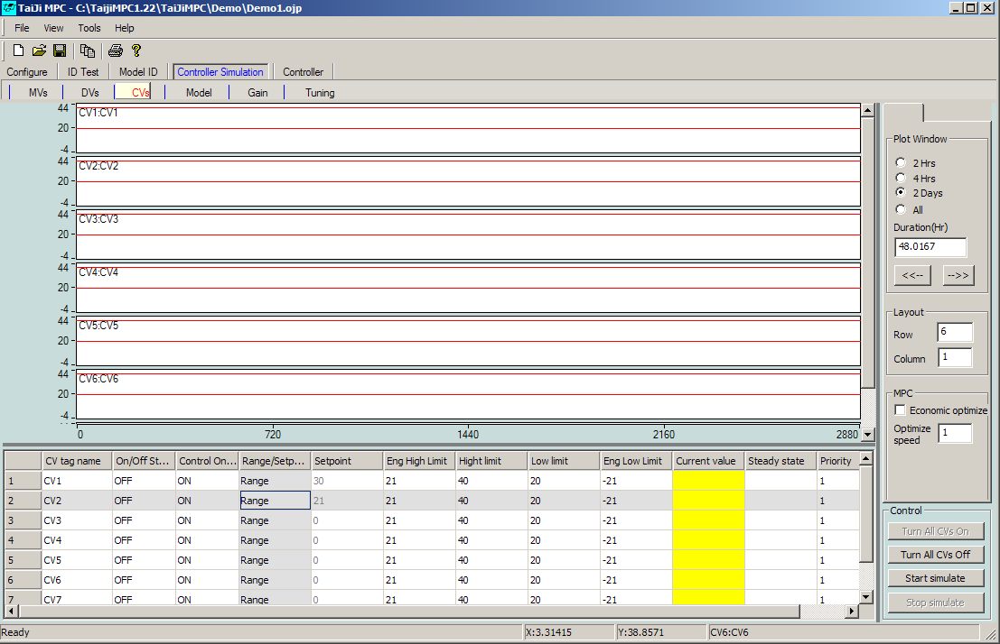 TaiJi MPC - C:\TaijiMPC1.22\TaiJiMPC\Demo\Demo1.ojp
File View Tools Help
Configure ID Test Model ID Controller Simulation Controller
MVs DVs CVs Model Gain Tuning
44 CV1:CV1
20
-4
44 CV2:CV2
20
-4
44 CV3:CV3
20
-4
44 CV4:CV4
20
-4
44 CV5:CV5
20
-4
44 CV6:CV6
20
-4
0 720 1440 2160 2880
Plot Window
2 Hrs
4 Hrs
2 Days
All
Duration(Hr)
48.0167
<<-- -->>
Layout
Row 6
Column 1
MPC
Economic optimize
Optimize
speed 1
CV tag name On/Off St... Control On... Range/Setp... Setpoint Eng High Limit Hight limit Low limit Eng Low Limit Current value Steady state Priority
1 CV1 OFF ON Range 30 21 40 20 -21 1
2 CV2 OFF ON Range 21 21 40 20 -21 1
3 CV3 OFF ON Range 0 21 40 20 -21 1
4 CV4 OFF ON Range 0 21 40 20 -21 1
5 CV5 OFF ON Range 0 21 40 20 -21 1
6 CV6 OFF ON Range 0 21 40 20 -21 1
7 CV7 OFF ON Range 0 21 40 20 -21 1
Control
Turn All CVs On
Turn All CVs Off
Start simulate
Stop simulate
Ready X:3.31415 Y:38.8571 CV6:CV6